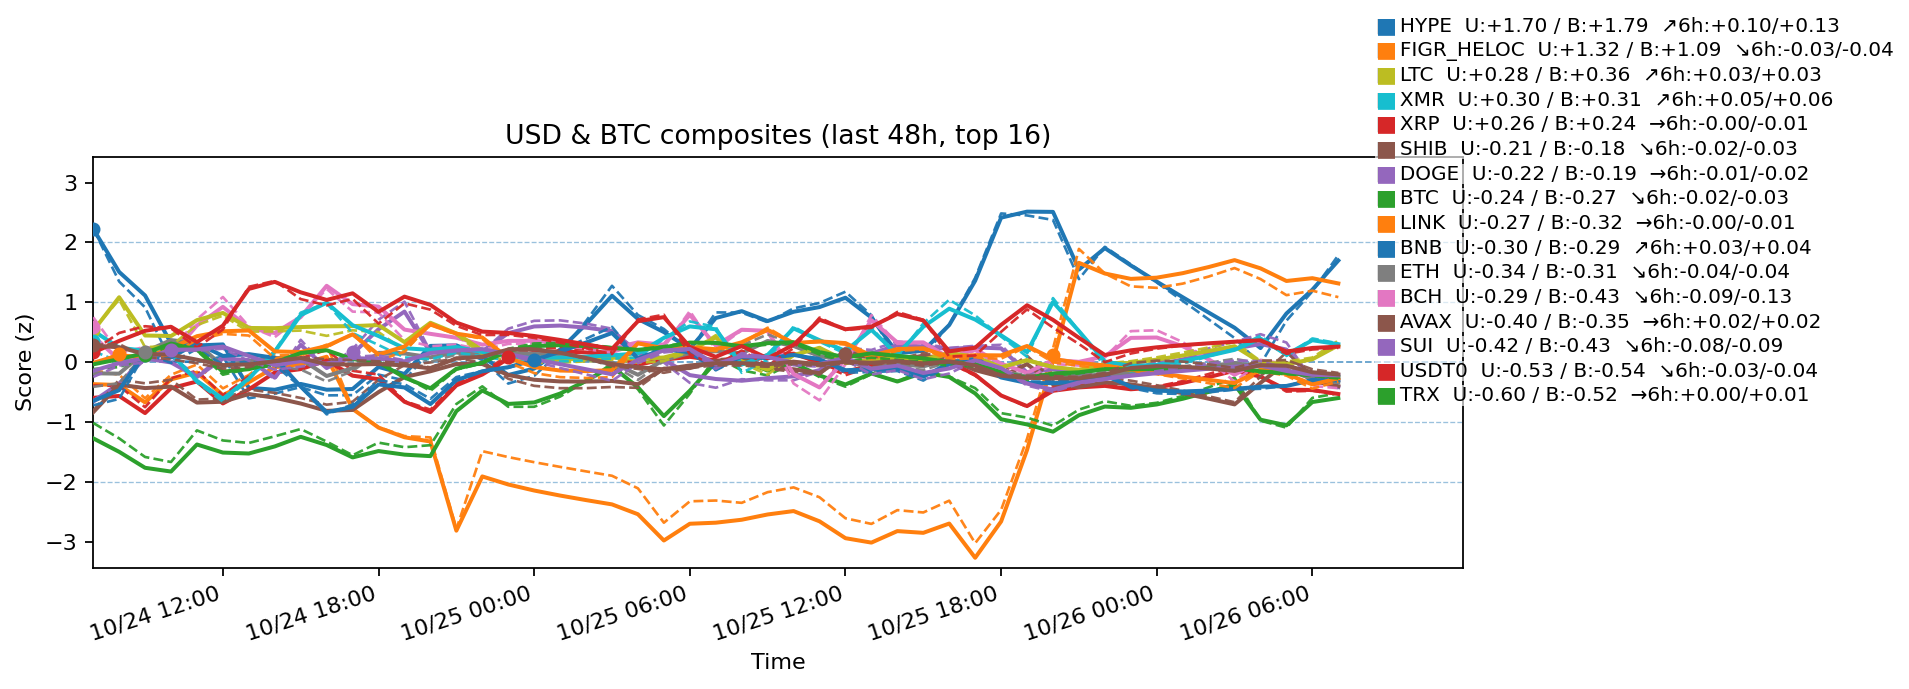 HYPE  U:+1.70 / B:+1.79  ↗6h:+0.10/+0.13
FIGR_HELOC  U:+1.32 / B:+1.09  ↘6h:-0.03/-0.04
LTC  U:+0.28 / B:+0.36  ↗6h:+0.03/+0.03
XMR  U:+0.30 / B:+0.31  ↗6h:+0.05/+0.06
XRP  U:+0.26 / B:+0.24  →6h:-0.00/-0.01
SHIB  U:-0.21 / B:-0.18  ↘6h:-0.02/-0.03
DOGE  U:-0.22 / B:-0.19  →6h:-0.01/-0.02
BTC  U:-0.24 / B:-0.27  ↘6h:-0.02/-0.03
LINK  U:-0.27 / B:-0.32  →6h:-0.00/-0.01
BNB  U:-0.30 / B:-0.29  ↗6h:+0.03/+0.04
ETH  U:-0.34 / B:-0.31  ↘6h:-0.04/-0.04
BCH  U:-0.29 / B:-0.43  ↘6h:-0.09/-0.13
AVAX  U:-0.40 / B:-0.35  →6h:+0.02/+0.02
SUI  U:-0.42 / B:-0.43  ↘6h:-0.08/-0.09
USDT0  U:-0.53 / B:-0.54  ↘6h:-0.03/-0.04
TRX  U:-0.60 / B:-0.52  →6h:+0.00/+0.01
USD & BTC composites (last 48h, top 16)
Score (z)
3
2
1
0
−1
−2
−3
10/24 12:00
10/24 18:00
10/25 00:00
10/25 06:00
10/25 12:00
10/25 18:00
10/26 00:00
10/26 06:00
Time